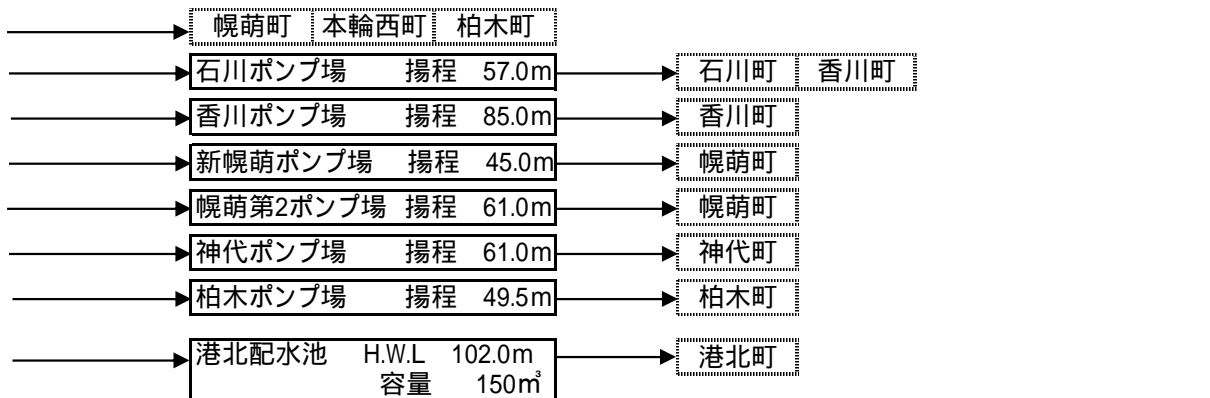 幌萌町 本輪西町 柏木町
石川ポンプ場 揚程 57.0m 石川町 香川町
香川ポンプ場 揚程 85.0m 香川町
新幌萌ポンプ場 揚程 45.0m 幌萌町
幌萌第2ポンプ場 揚程 61.0m 幌萌町
神代ポンプ場 揚程 61.0m 神代町
柏木ポンプ場 揚程 49.5m 柏木町
港北配水池 H.W.L 102.0m 港北町
容量 150㎥